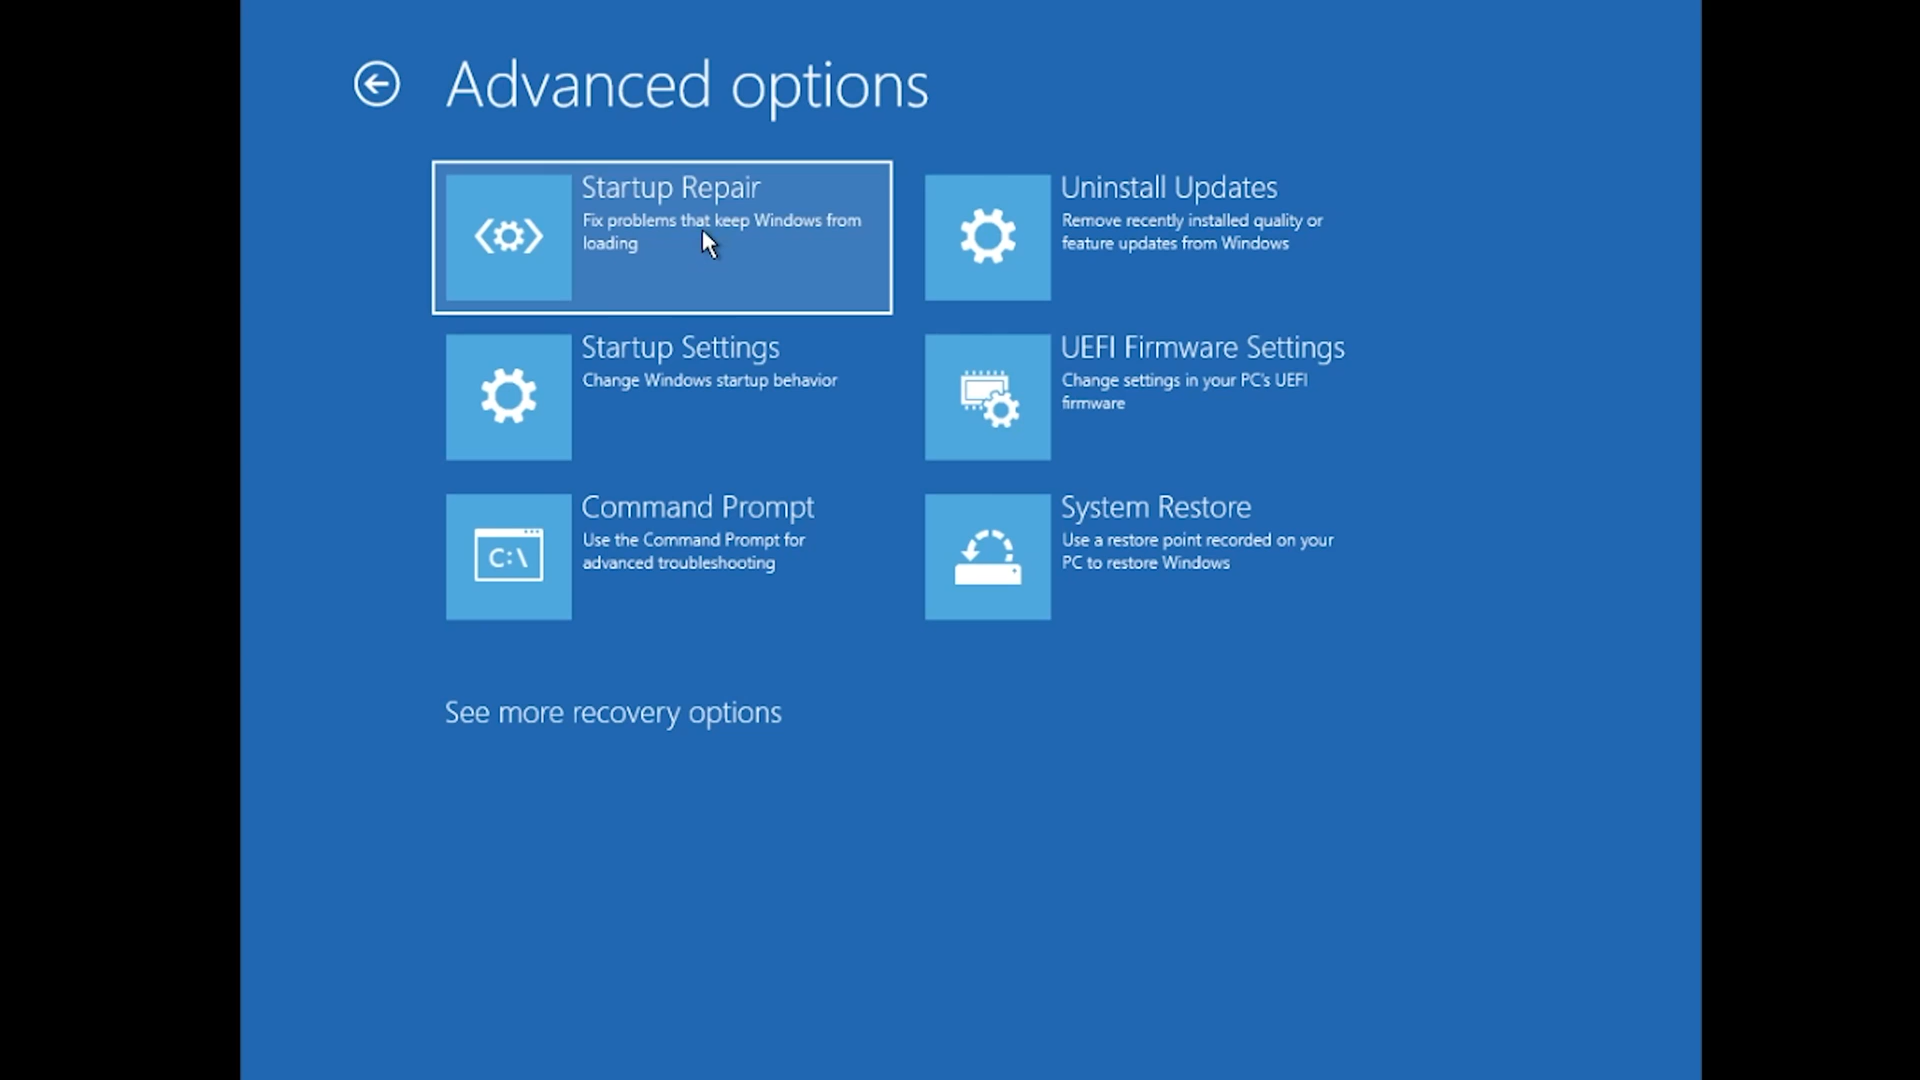 Advanced options
Startup Repair
Fix problems that keep Windows from
loading
Uninstall Updates
Remove recently installed quality or
feature updates from Windows
Startup Settings
Change Windows startup behavior
UEFI Firmware Settings
Change settings in your PC's UEFI
firmware
C:\
Command Prompt
Use the Command Prompt for
advanced troubleshooting
System Restore
Use a restore point recorded on your
PC to restore Windows
See more recovery options